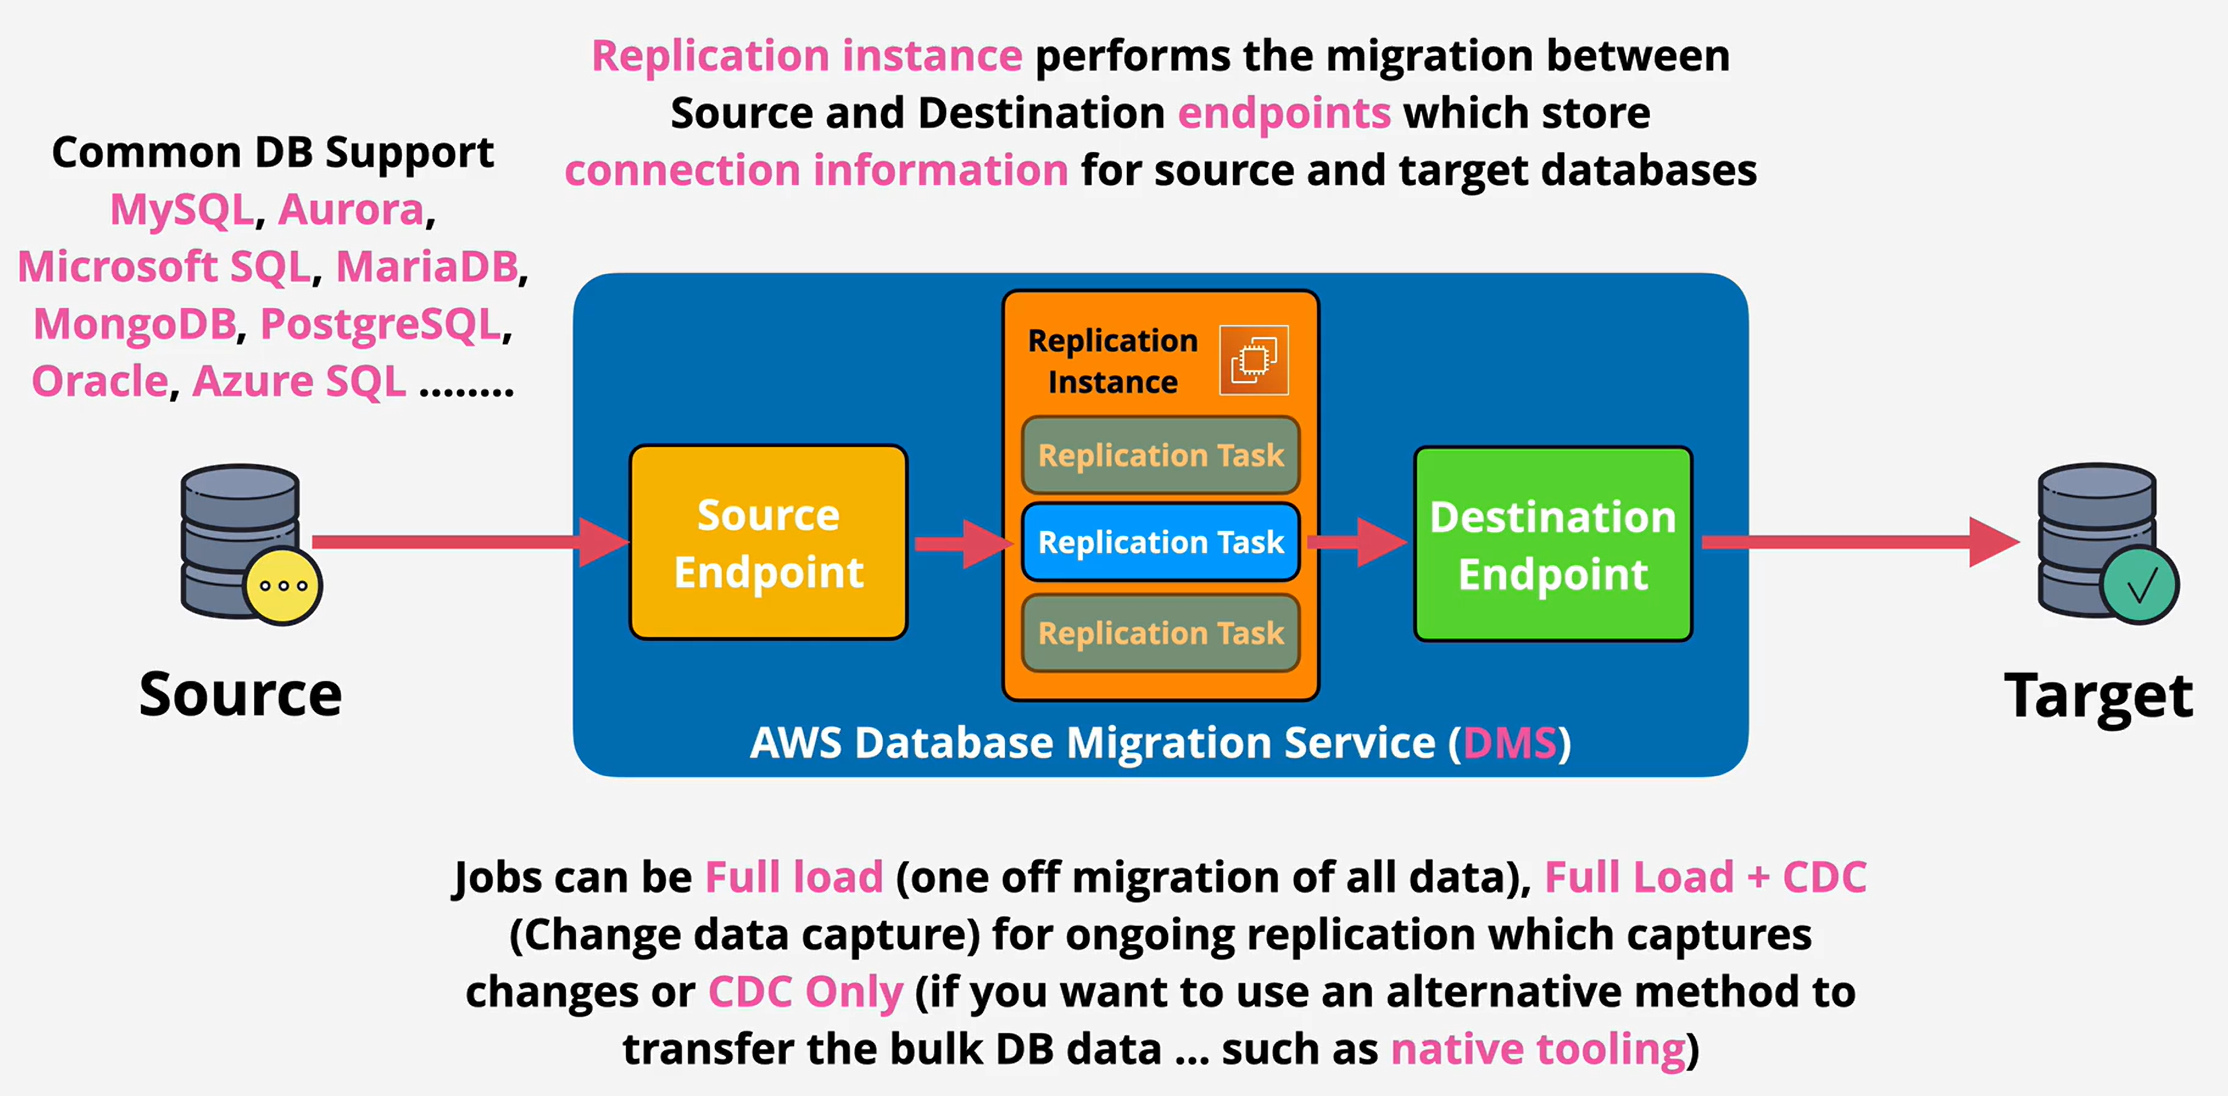 Replication instance performs the migration between
Source and Destination endpoints which store
connection information for source and target databases
Common DB Support
MySQL, Aurora,
Microsoft SQL, MariaDB,
MongoDB, PostgreSQL,
Oracle, Azure SQL ........
Source
Source
Endpoint
Replication
Instance
Replication Task
Replication Task
Replication Task
Destination
Endpoint
AWS Database Migration Service (DMS)
Target
Jobs can be Full load (one off migration of all data), Full Load + CDC
(Change data capture) for ongoing replication which captures
changes or CDC Only (if you want to use an alternative method to
transfer the bulk DB data ... such as native tooling)